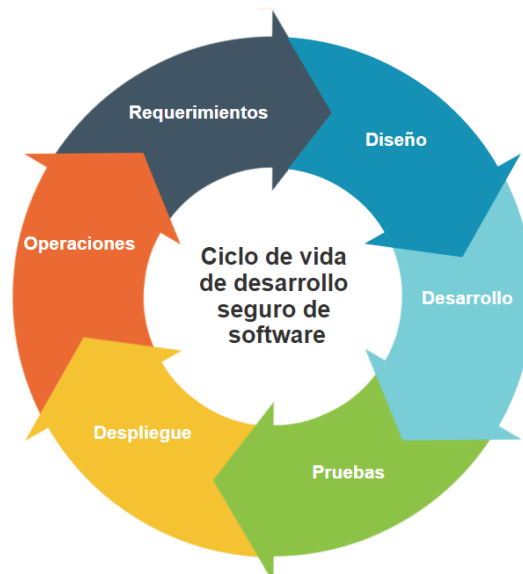 Requerimientos
Diseño
Desarrollo
Pruebas
Despliegue
Operaciones
Ciclo de vida
de desarrollo
seguro de
software